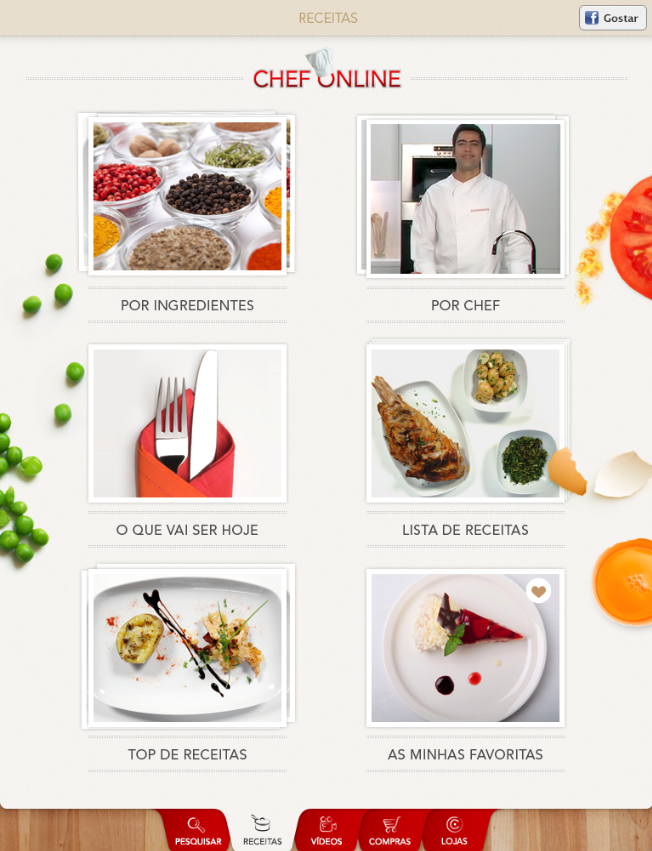 RECEITAS
Gostar
CHEF ONLINE
POR INGREDIENTES
POR CHEF
O QUE VAI SER HOJE
LISTA DE RECEITAS
TOP DE RECEITAS
AS MINHAS FAVORITAS
PESQUISAR
RECEITAS
VÍDEOS
COMPRAS
LOJAS